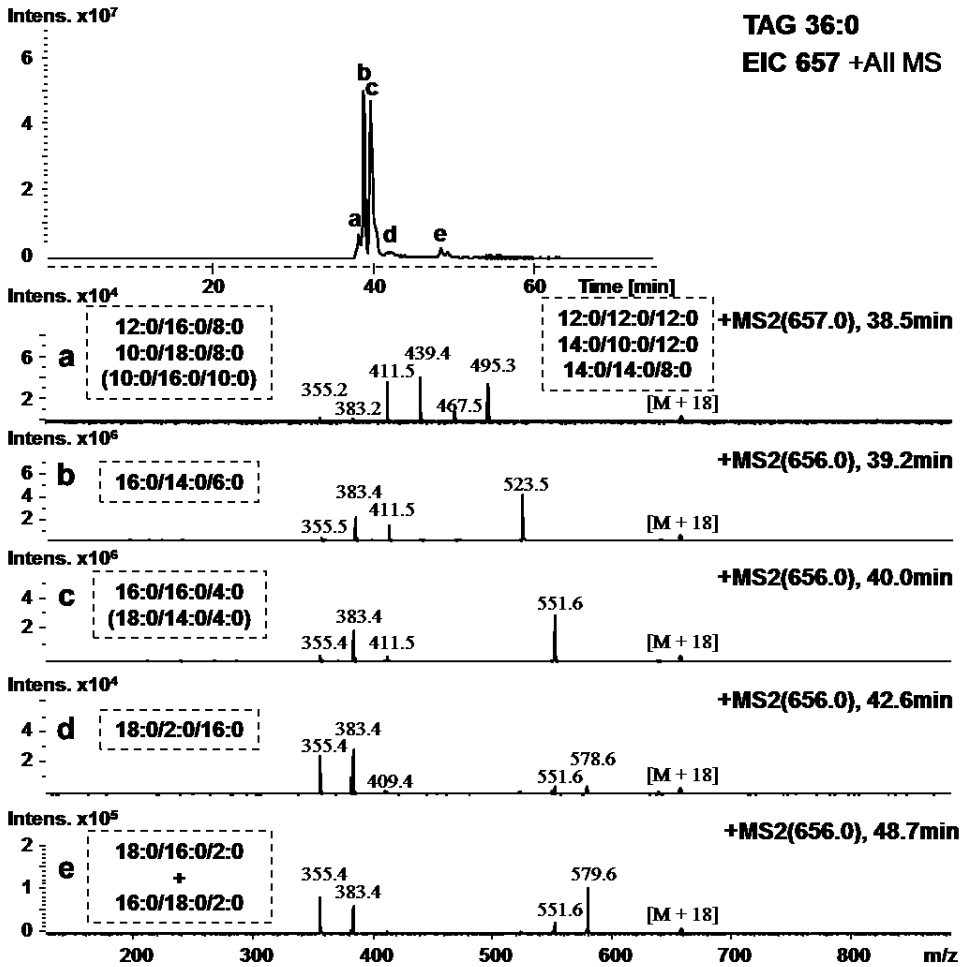 Intens. x10⁷
TAG 36:0
EIC 657 +All MS
6
4
2
0
a
b
c
d
e
20
40
60
Time [min]
Intens. x10⁴
6
4
2
a
12:0/16:0/8:0
10:0/18:0/8:0
(10:0/16:0/10:0)
12:0/12:0/12:0
14:0/10:0/12:0
14:0/14:0/8:0
+MS2(657.0), 38.5min
355.2
383.2
411.5
439.4
467.5
495.3
[M + 18]
Intens. x10⁶
6
4
2
b
16:0/14:0/6:0
+MS2(656.0), 39.2min
355.5
383.4
411.5
523.5
[M + 18]
Intens. x10⁶
4
2
c
16:0/16:0/4:0
(18:0/14:0/4:0)
+MS2(656.0), 40.0min
355.4
383.4
411.5
551.6
[M + 18]
Intens. x10⁴
4
2
d
18:0/2:0/16:0
+MS2(656.0), 42.6min
355.4
383.4
409.4
551.6
578.6
[M + 18]
Intens. x10⁵
2
1
0
e
18:0/16:0/2:0
+
16:0/18:0/2:0
+MS2(656.0), 48.7min
355.4
383.4
551.6
579.6
[M + 18]
200
300
400
500
600
700
800
m/z